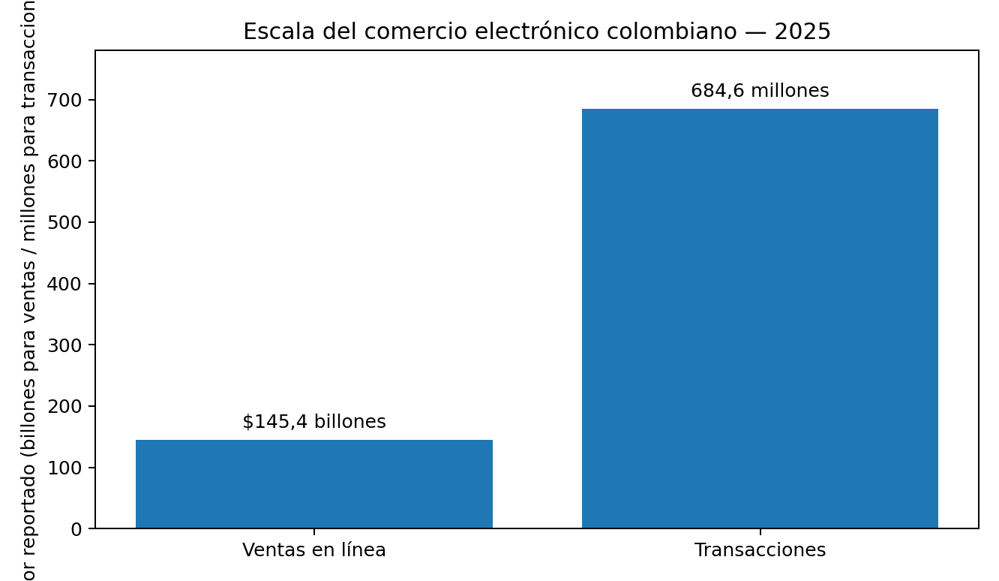 Escala del comercio electrónico colombiano — 2025
or reportado (billones para ventas / millones para transaccion
700
600
500
400
300
200
100
0
684,6 millones
$145,4 billones
Ventas en línea
Transacciones